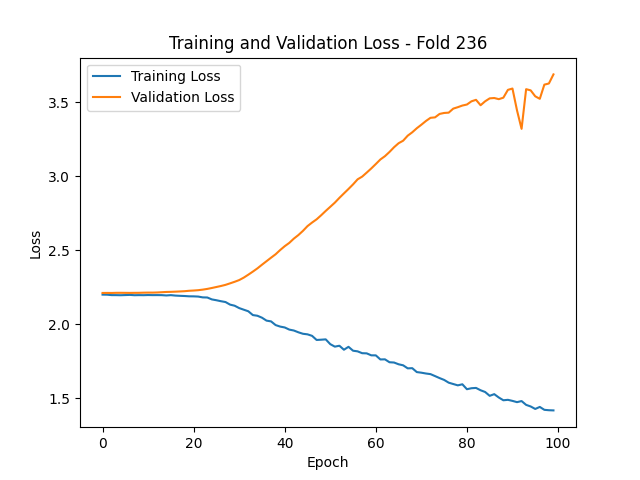 Training and Validation Loss - Fold 236
Training Loss
Validation Loss
3.5
3.0
2.5
2.0
1.5
Loss
0 20 40 60 80 100
Epoch